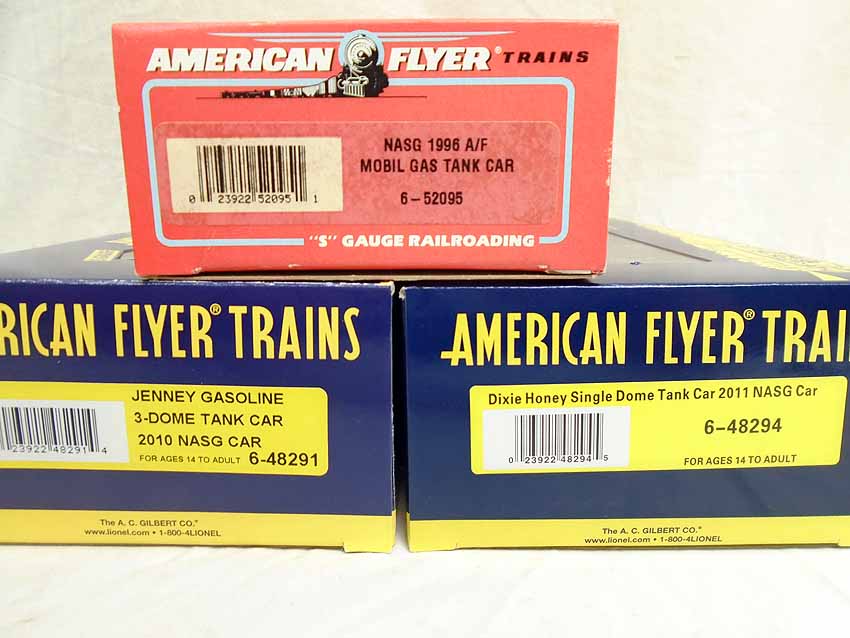 AMERICAN FLYER® TRAINS
NASG 1996 A/F
MOBIL GAS TANK CAR
6-52095
0 23922 52095 1
"S" GAUGE RAILROADING
RICAN FLYER® TRAINS
JENNEY GASOLINE
3-DOME TANK CAR
2010 NASG CAR
FOR AGES 14 TO ADULT 6-48291
23922 48291 4
The A. C. GILBERT CO.®
www.lionel.com • 1-800-4LIONEL
AMERICAN FLYER® TRAI
Dixie Honey Single Dome Tank Car 2011 NASG Car
6-48294
0 23922 48294 5
FOR AGES 14 TO ADULT
The A. C. GILBERT CO.®
www.lionel.com • 1-800-4LIONEL